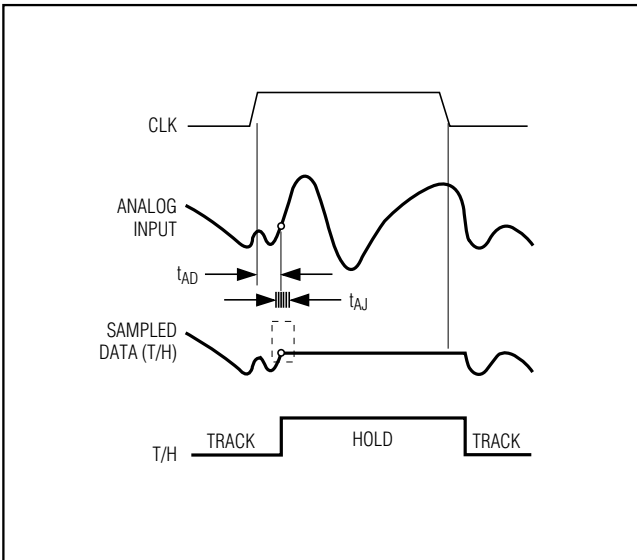 CLK
ANALOG
INPUT
tAD
tAJ
SAMPLED
DATA (T/H)
TRACK
HOLD
TRACK
T/H